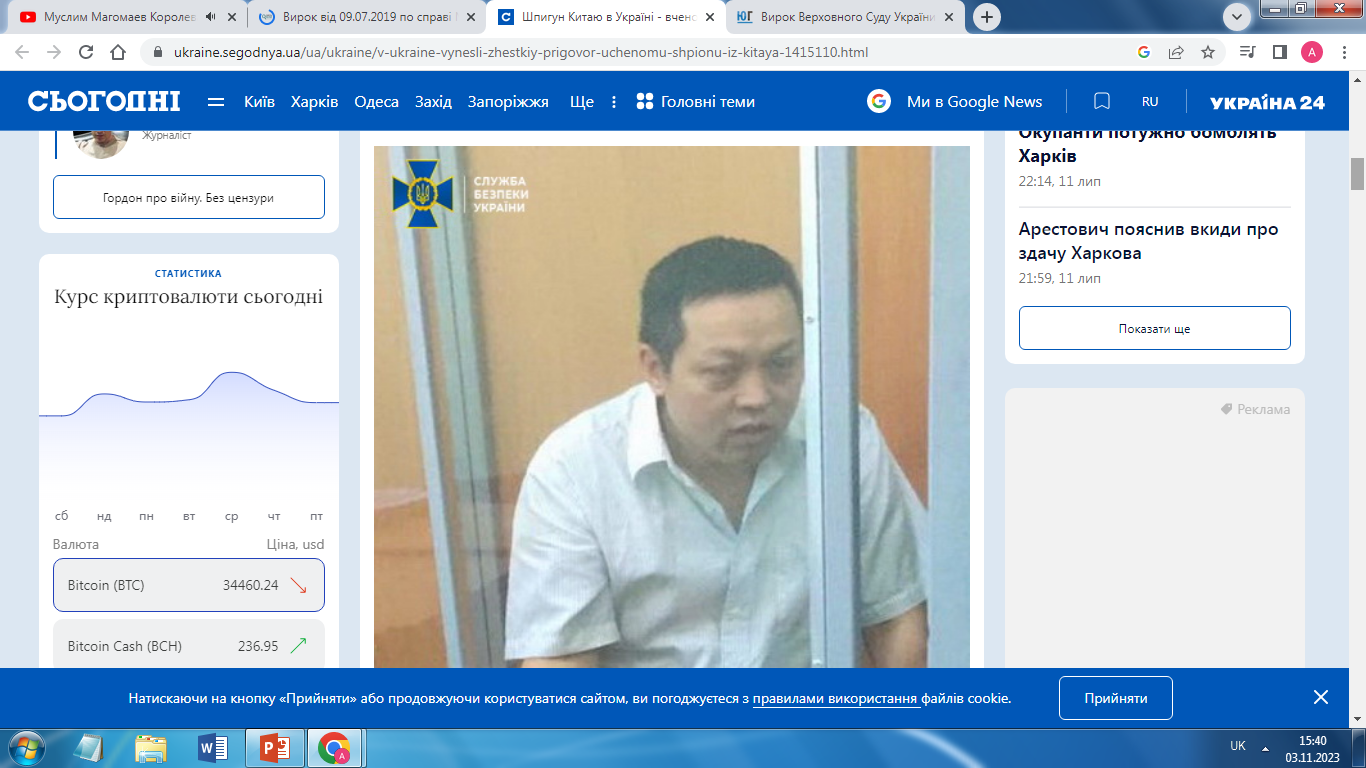 Муслим Магомаев Королев
Вирок від 09.07.2019 по справі
Шпигун Китаю в Україні - вчено
Вирок Верховного Суду України
ukraine.segodnya.ua/ua/ukraine/v-ukraine-vynesli-zhestkiy-prigovor-uchenomu-shpionu-iz-kitaya-1415110.html
A
СЬОГОДНІ
Київ Харків Одеса Захід Запоріжжя Ще Головні теми
Ми в Google News
RU
УКРАЇНА 24
Журналіст
Гордон про війну. Без цензури
СТАТИСТИКА
Курс криптовалюти сьогодні
сб нд пн вт ср чт пт
Валюта Ціна, usd
Bitcoin (BTC) 34460.24
Bitcoin Cash (BCH) 236.95
СЛУЖБА
БЕЗПЕКИ
УКРАЇНИ
Окупанти потужно бомблять
Харків
22:14, 11 лип
Арестович пояснив вкиди про
здачу Харкова
21:59, 11 лип
Показати ще
Реклама
Натискаючи на кнопку «Прийняти» або продовжуючи користуватися сайтом, ви погоджуєтеся з правилами використання файлів cookie.
Прийняти
UK
15:40
03.11.2023